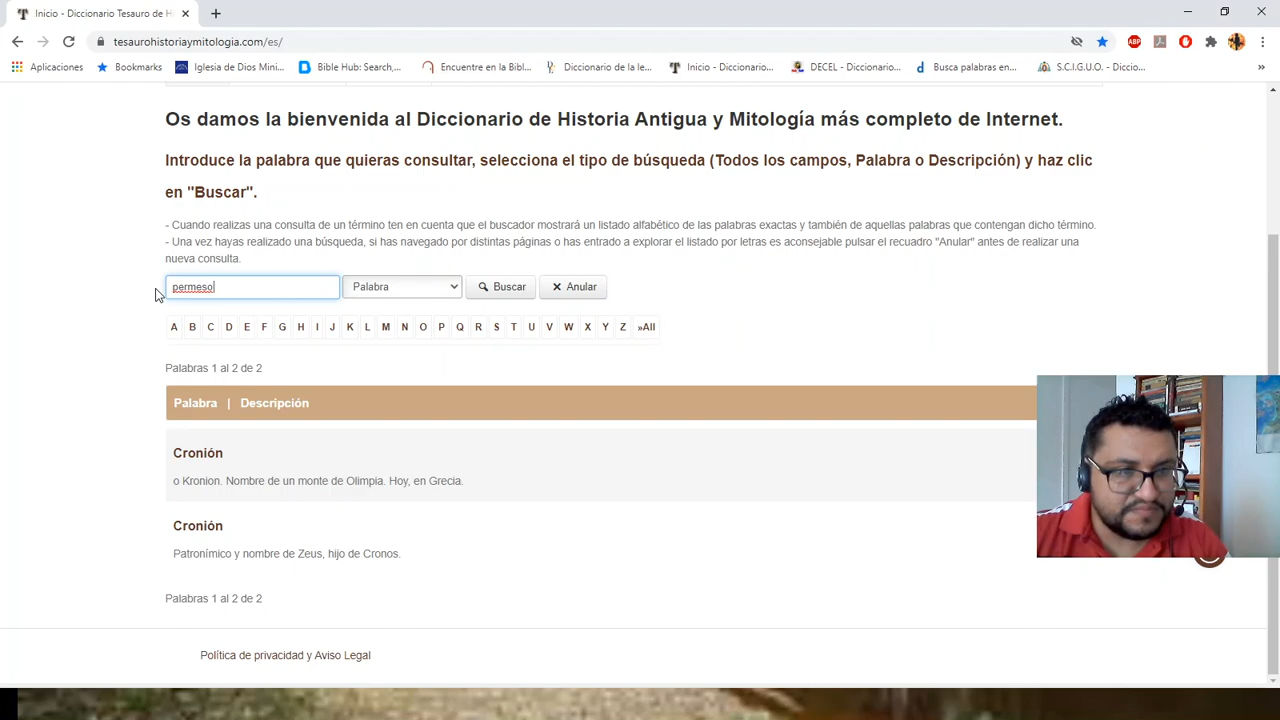 Inicio - Diccionario Tesauro de H
tesaurohistoriaymitologia.com/es/
ABP
Aplicaciones
Bookmarks
Iglesia de Dios Mini...
Bible Hub: Search,...
Encuentre en la Bibl...
Diccionario de la le...
Inicio - Diccionario...
DECEL - Diccionario...
Busca palabras en...
S.C.I.G.U.O. - Diccio...
»
Os damos la bienvenida al Diccionario de Historia Antigua y Mitología más completo de Internet.
Introduce la palabra que quieras consultar, selecciona el tipo de búsqueda (Todos los campos, Palabra o Descripción) y haz clic
en "Buscar".
- Cuando realizas una consulta de un término ten en cuenta que el buscador mostrará un listado alfabético de las palabras exactas y también de aquellas palabras que contengan dicho término.
- Una vez hayas realizado una búsqueda, si has navegado por distintas páginas o has entrado a explorar el listado por letras es aconsejable pulsar el recuadro "Anular" antes de realizar una
nueva consulta.
permeso
Palabra
Buscar
Anular
A B C D E F G H I J K L M N O P Q R S T U V W X Y Z »All
Palabras 1 al 2 de 2
Palabra | Descripción
Cronión
o Kronion. Nombre de un monte de Olimpia. Hoy, en Grecia.
Cronión
Patronímico y nombre de Zeus, hijo de Cronos.
Palabras 1 al 2 de 2
Política de privacidad y Aviso Legal